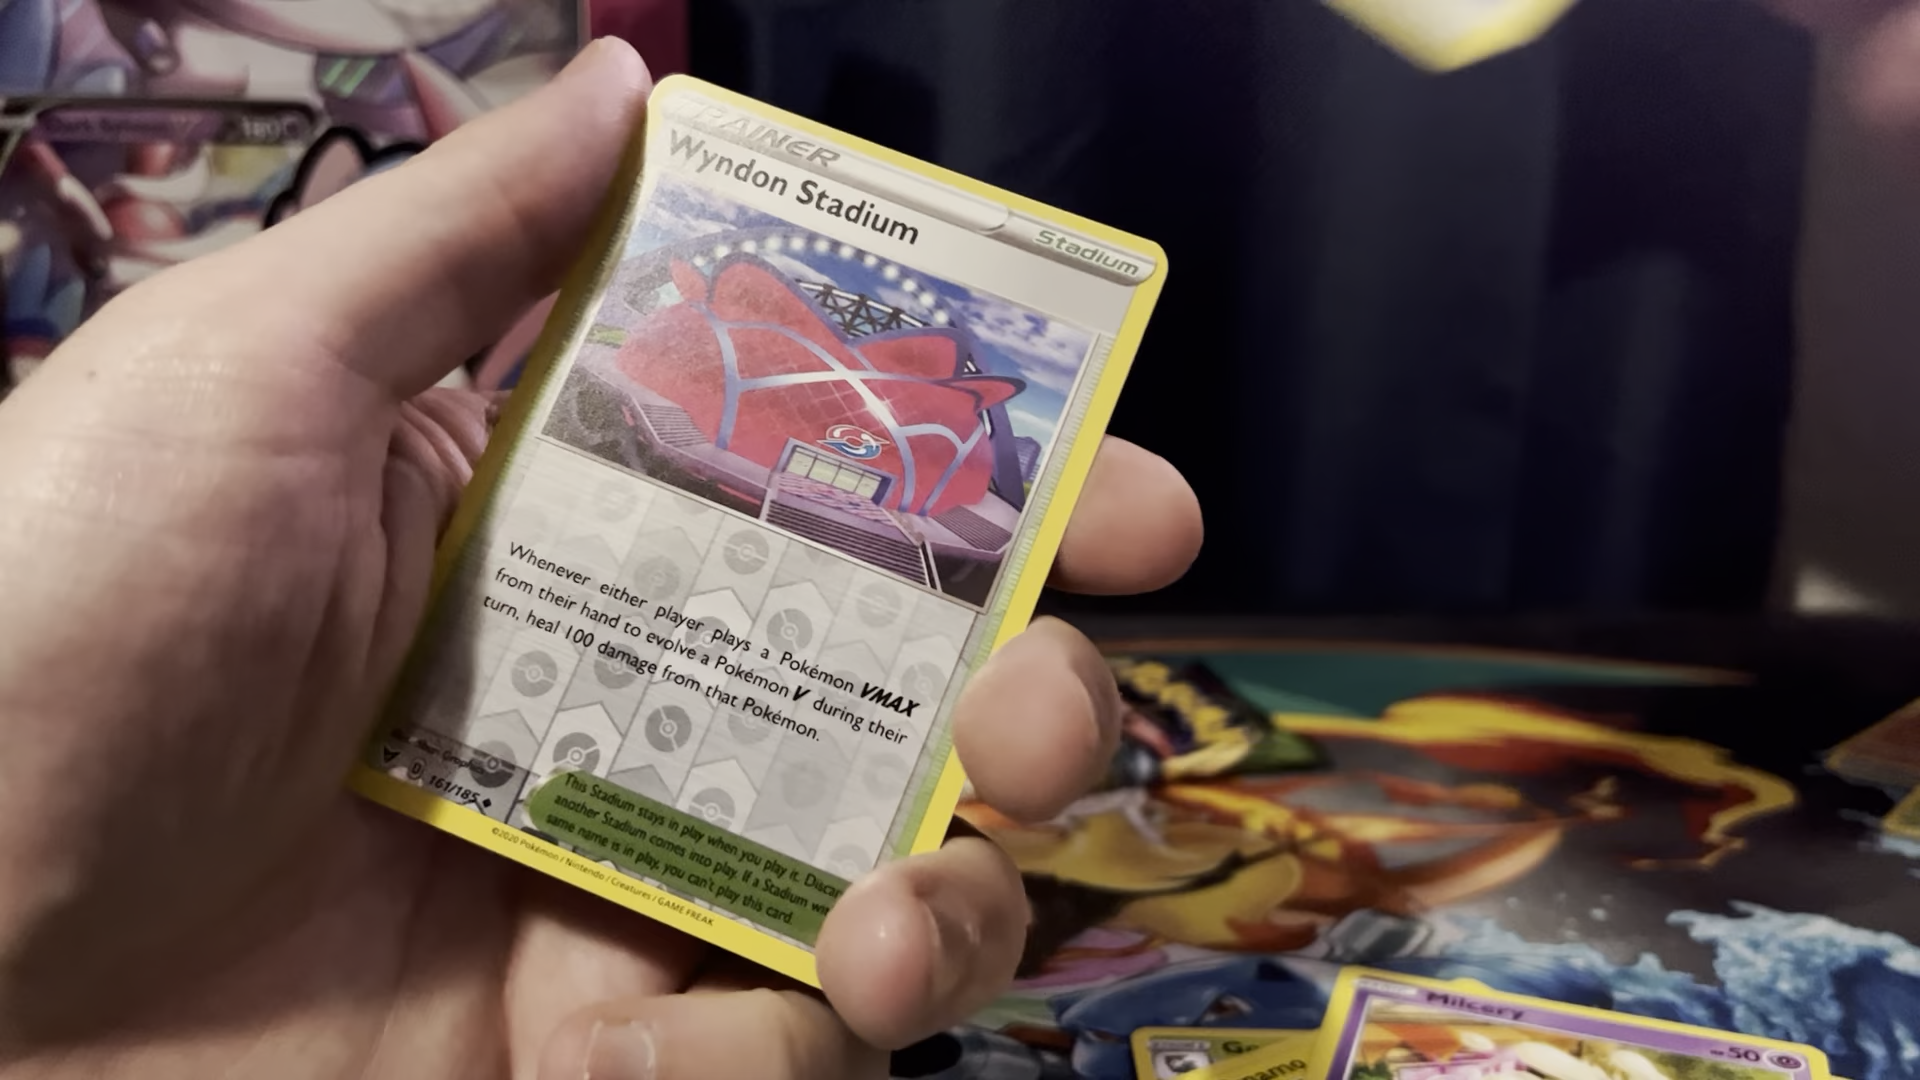 TRAINER
Stadium
Wyndon Stadium
Whenever either player plays a Pokémon VMAX
from their hand to evolve a Pokémon V during their
turn, heal 100 damage from that Pokémon.
D 161/185
This Stadium stays in play when you play it. Discar
another Stadium comes into play. If a Stadium wi
same name is in play, you can't play this card.
©2020 Pokémon / Nintendo / Creatures / GAME FREAK
Milcery
50